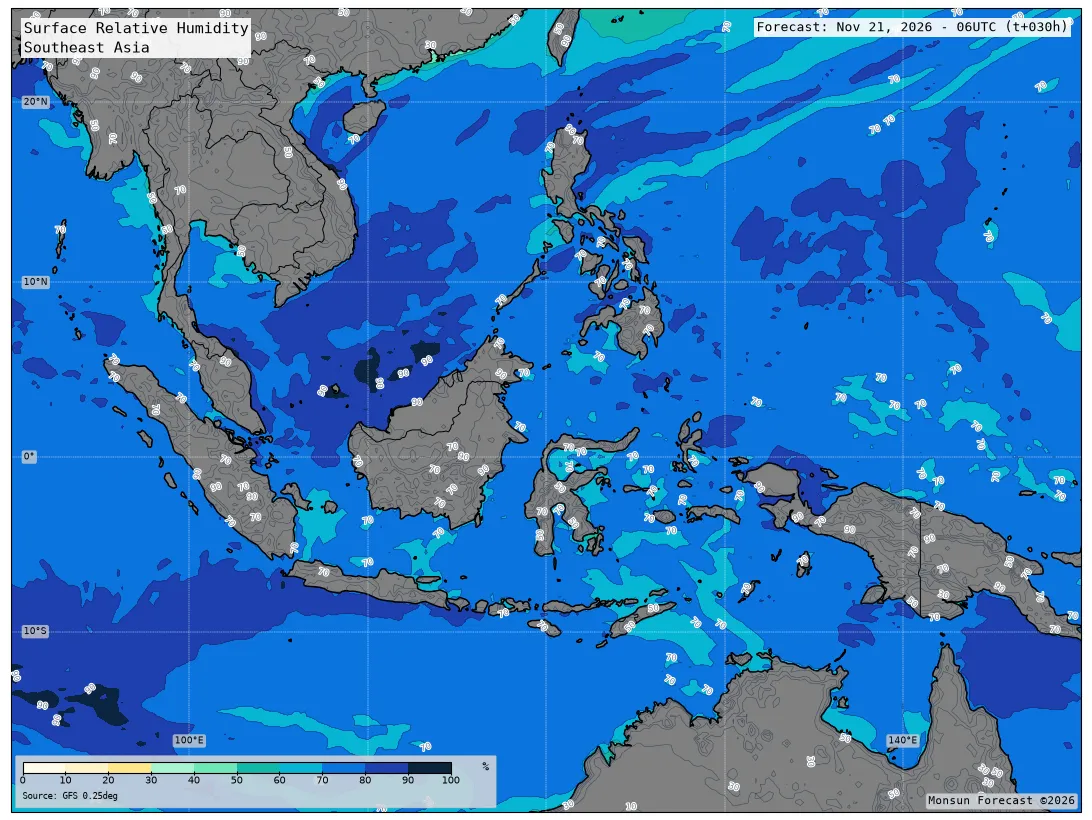 Surface Relative Humidity
Southeast Asia
Forecast: Nov 21, 2026 - 06UTC (t+030h)
20°N
10°N
0°
10°S
100°E
140°E
0 10 20 30 40 50 60 70 80 90 100 %
Source: GFS 0.25deg
Monsun Forecast ©2026